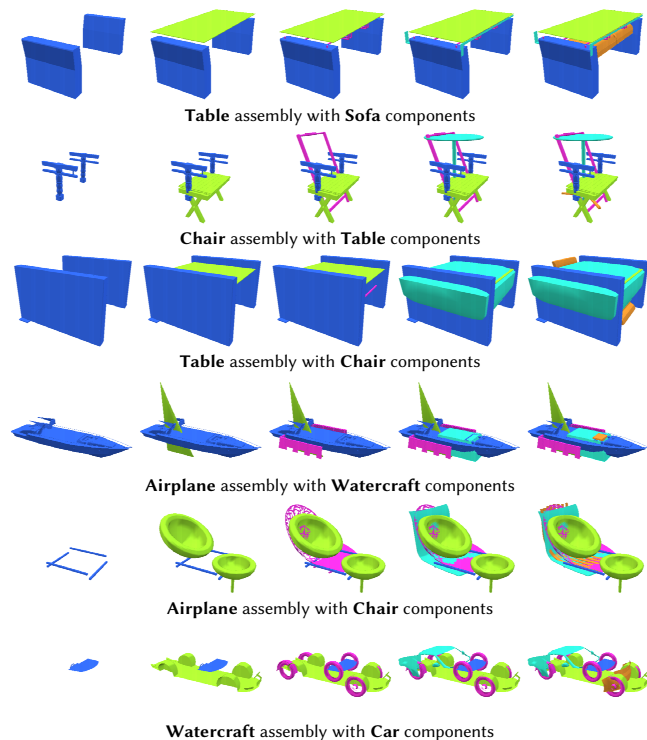 Table assembly with Sofa components
Chair assembly with Table components
Table assembly with Chair components
Airplane assembly with Watercraft components
Airplane assembly with Chair components
Watercraft assembly with Car components